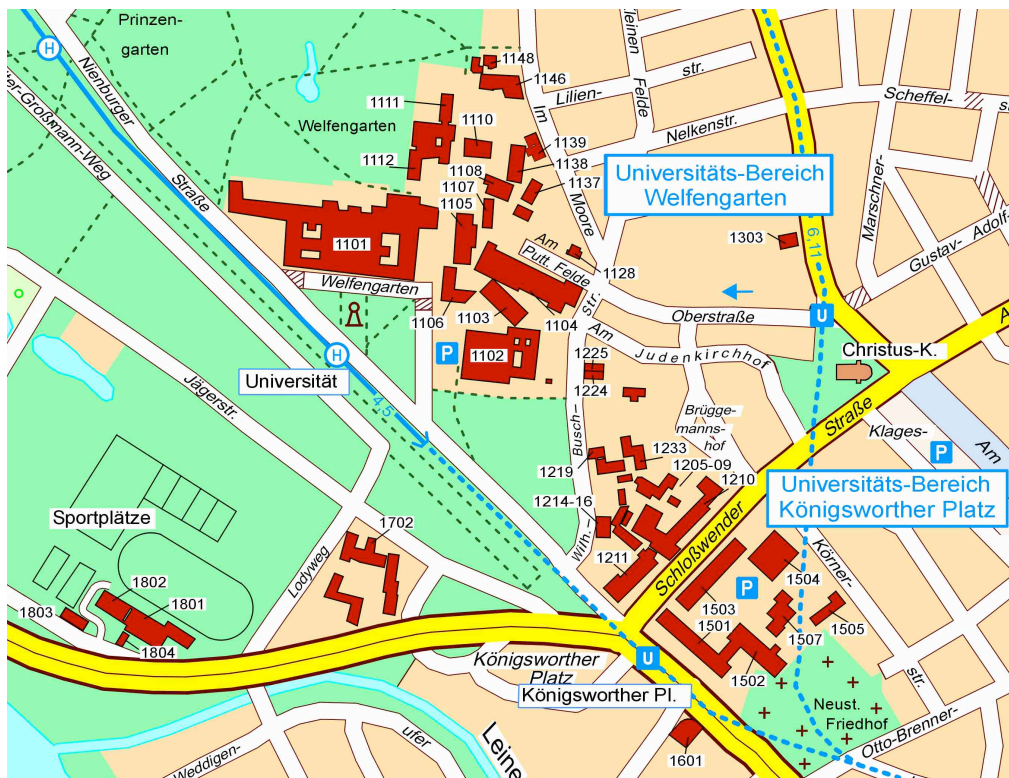 Prinzen-
garten
H
Nienburger
Straße
Kleinen
Felde
Lilien-
str.
Scheffel-
Nelkenstr.
1148
1146
Im
Moore
str.
1111
1110
Welfengarten
1112
1139
1138
1108
1107
1137
1105
Universitäts-Bereich
Welfengarten
Marschner-
Gustav-
Adolf-
1303
6,11
1101
Am
Putt. Felde
1128
Welfengarten
1106
1103
1104
Oberstraße
U
Am
Judenkirchhof
Christus-K.
H
P
1102
1225
1224
Universität
4,5
Jägerstr.
Straße
Klages-
Am
P
Brügge-
manns-
hof
Wilh.–
Busch–
1219
1233
1205-09
1210
1214-16
Universitäts-Bereich
Königsworther Platz
Sportplätze
1702
1211
Schloßwender
Körner-
str.
Lodyweg
1802
1801
1803
1804
P
1504
1503
1501
1505
1507
1502
U
Königsworther
Platz
Königsworther Pl.
Neust.
Friedhof
Otto-Brenner-
1601
Leine
Weddigen-
ufer